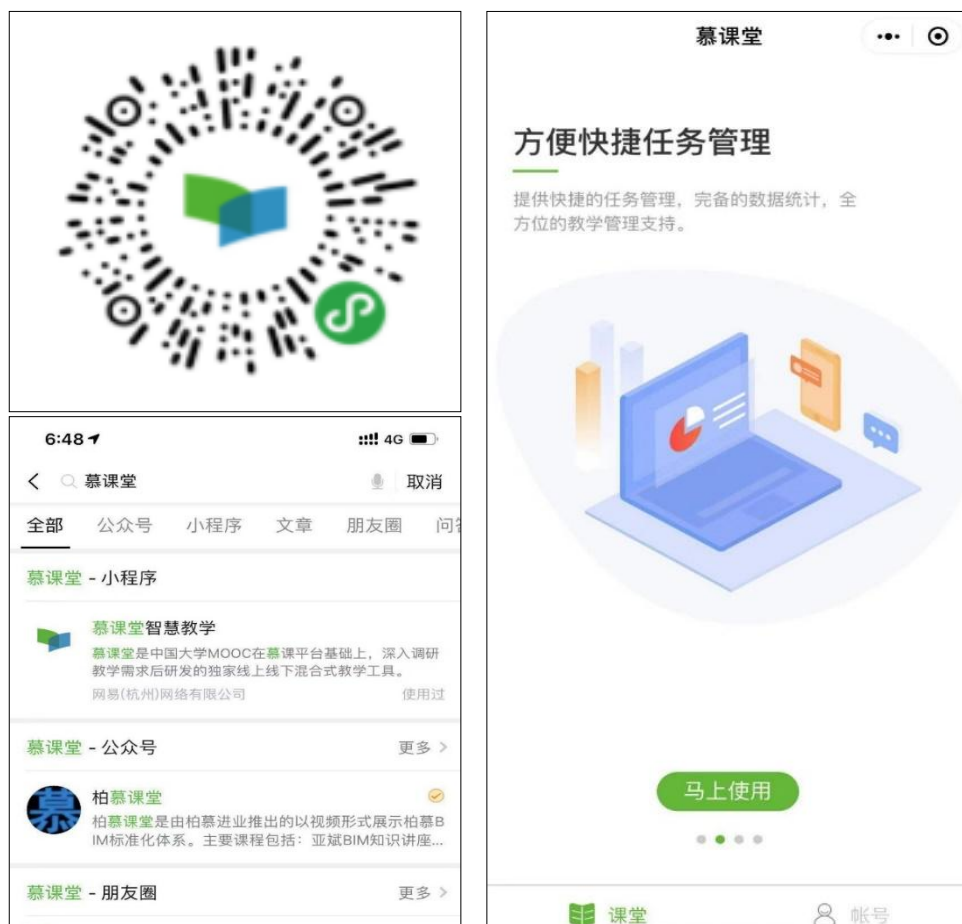 6:48
4G
慕课堂
取消
全部 公众号 小程序 文章 朋友圈
慕课堂 - 小程序
慕课堂智慧教学
慕课堂是中国大学MOOC在慕课平台基础上，深入调研
教学需求后研发的独家线上线下混合式教学工具。
网易(杭州)网络有限公司 使用过
慕课堂 - 公众号 更多
柏慕课堂
柏慕课堂是由柏慕进业推出的以视频形式展示柏慕B
IM标准化体系。主要课程包括：亚斌BIM知识讲座...
慕课堂 - 朋友圈 更多
慕课堂
方便快捷任务管理
提供快捷的任务管理，完备的数据统计，全
方位的教学管理支持。
马上使用
课堂 帐号